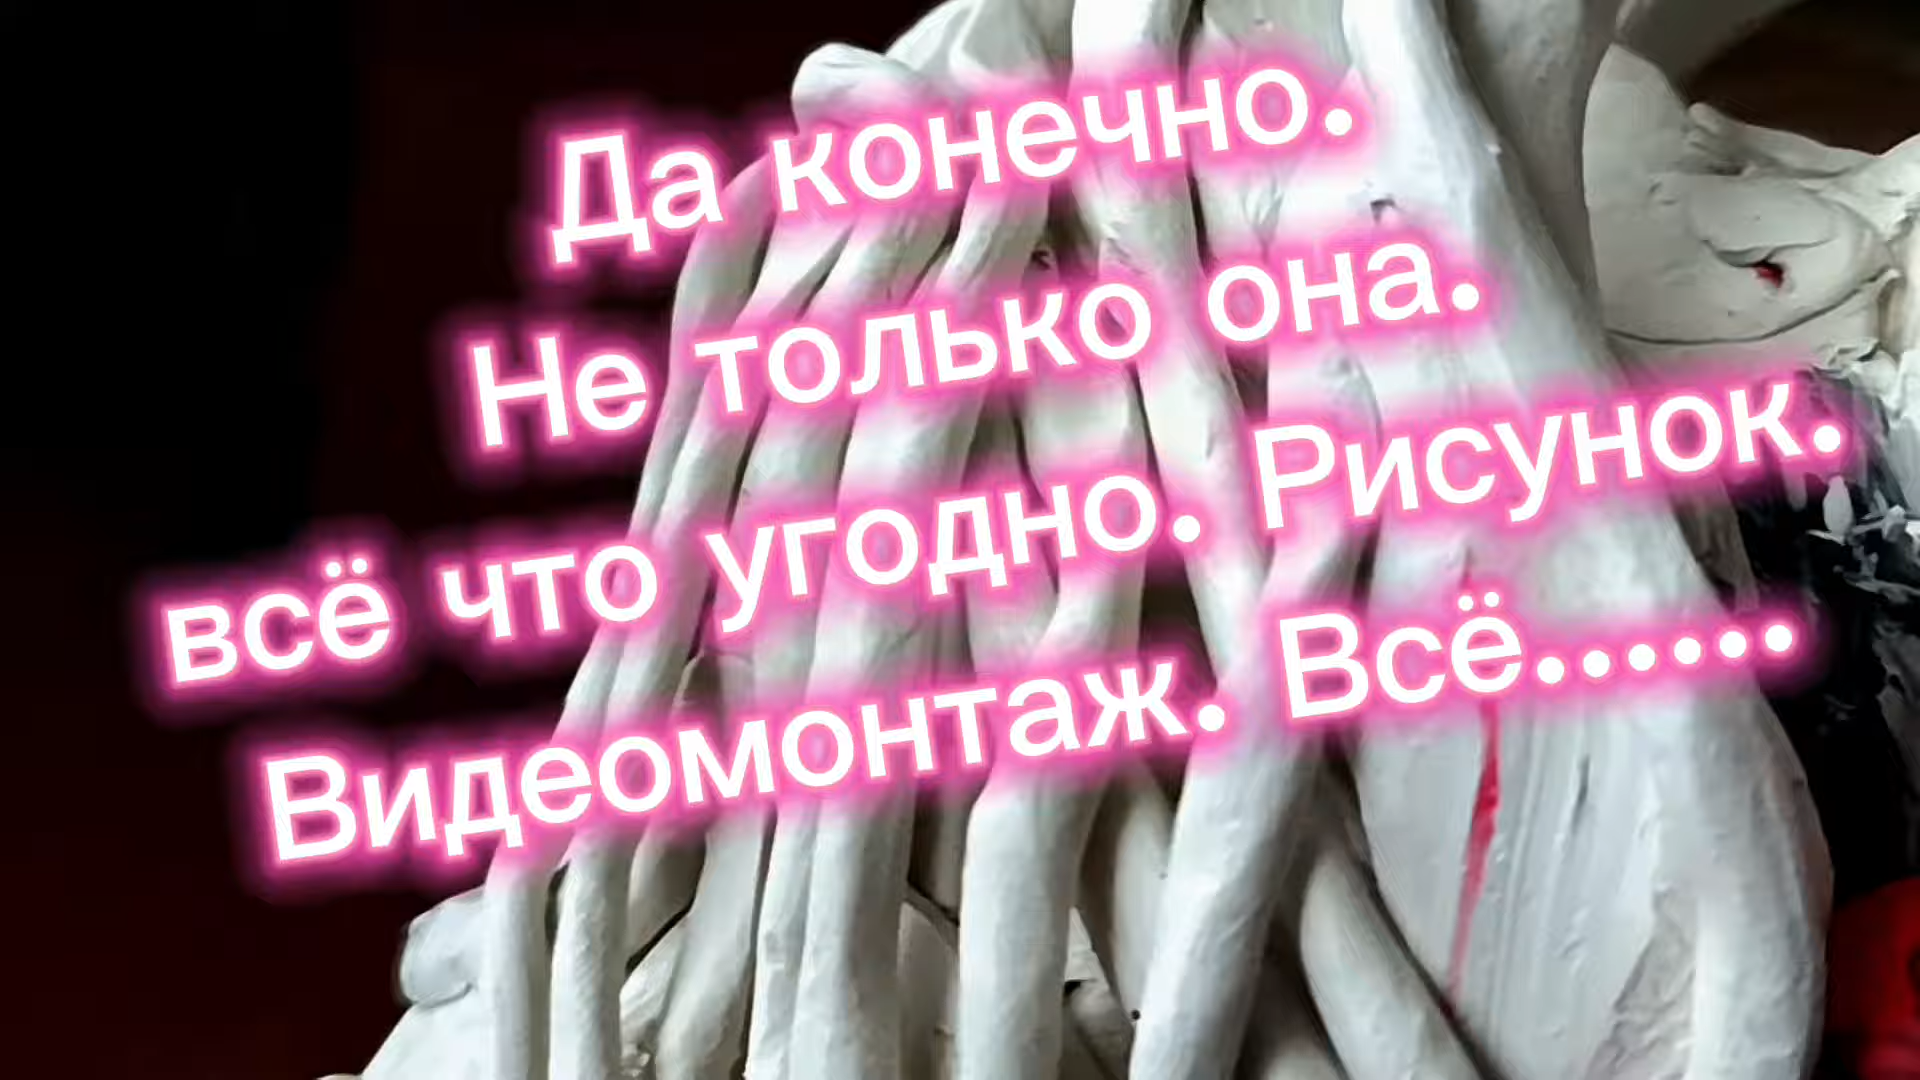 Да конечно.
Не только она.
всё что угодно. Рисунок.
Видеомонтаж. Всё......